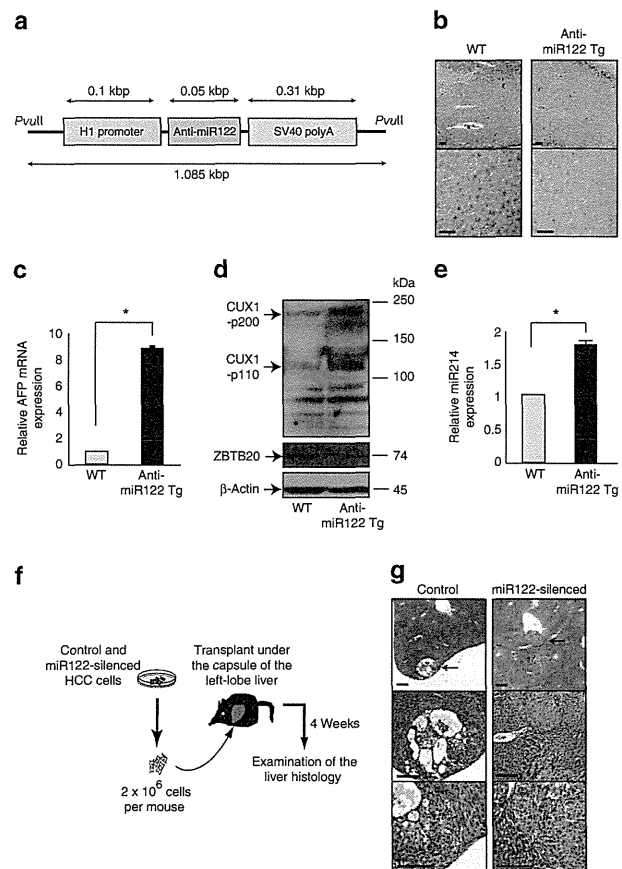 a
0.1 kbp
0.05 kbp
0.31 kbp
PvuII
PvuII
H1 promoter
Anti-miR122
SV40 polyA
1.085 kbp
b
WT
Anti-
miR122 Tg
c
Relative AFP mRNA
expression
*
10
8
6
4
2
0
WT
Anti-
miR122 Tg
d
kDa
CUX1
-p200
CUX1
-p110
250
150
100
ZBTB20
74
β-Actin
45
WT
Anti-
miR122 Tg
e
Relative miR214
expression
*
2
1.5
1
0.5
0
WT
Anti-
miR122 Tg
f
Control and
miR122-silenced
HCC cells
Transplant under
the capsule of the
left-lobe liver
4 Weeks
2 x 10⁶ cells
per mouse
Examination of the
liver histology
g
Control
miR122-silenced